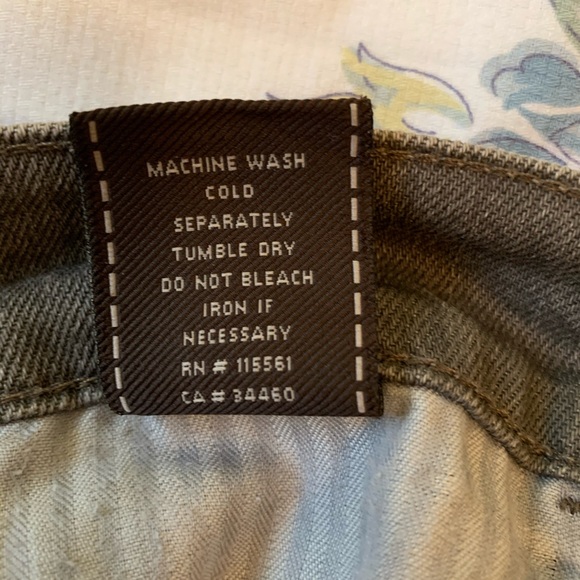 MACHINE WASH
COLD
SEPARATELY
TUMBLE DRY
DO NOT BLEACH
IRON IF
NECESSARY
RN # 115561
CA # 34460